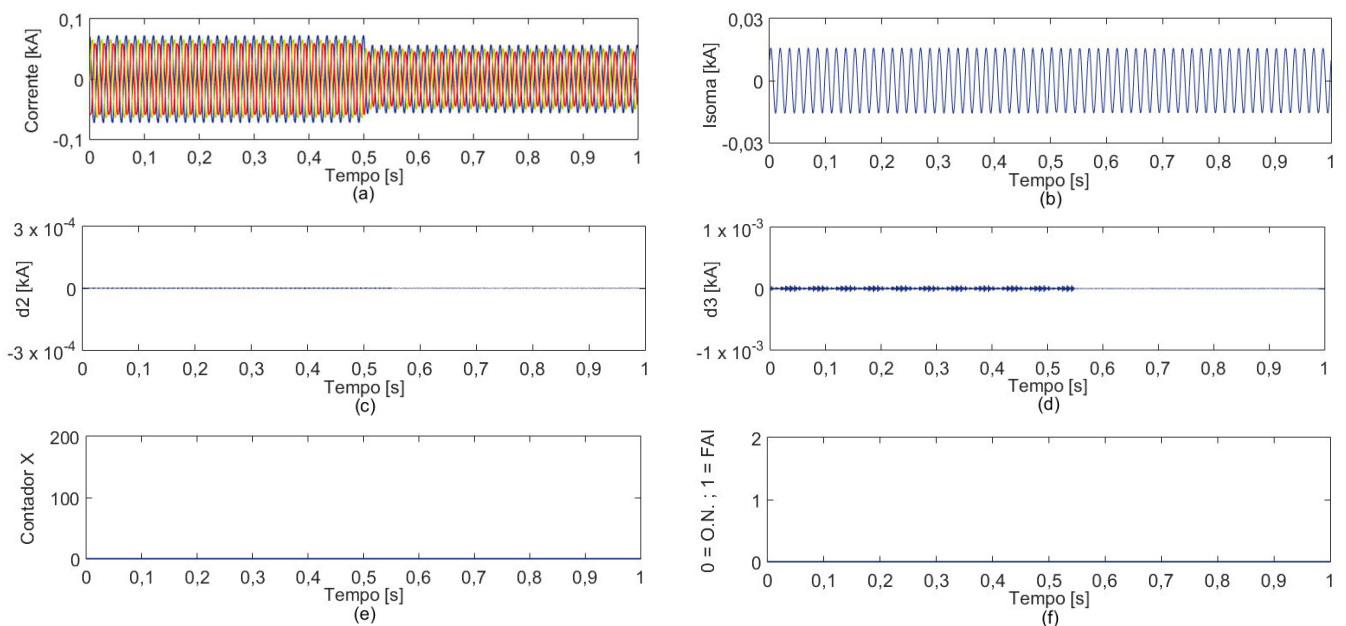 0,1
0
-0,1
Corrente [kA]
0 0,1 0,2 0,3 0,4 0,5 0,6 0,7 0,8 0,9 1
Tempo [s]
(a)
0,03
0
-0,03
Isoma [kA]
0 0,1 0,2 0,3 0,4 0,5 0,6 0,7 0,8 0,9 1
Tempo [s]
(b)
3 x 10⁻⁴
0
-3 x 10⁻⁴
d2 [kA]
0 0,1 0,2 0,3 0,4 0,5 0,6 0,7 0,8 0,9 1
Tempo [s]
(c)
1 x 10⁻³
0
-1 x 10⁻³
d3 [kA]
0 0,1 0,2 0,3 0,4 0,5 0,6 0,7 0,8 0,9 1
Tempo [s]
(d)
200
100
0
Contador X
0 0,1 0,2 0,3 0,4 0,5 0,6 0,7 0,8 0,9 1
Tempo [s]
(e)
2
1
0
0 = O.N. ; 1 = FAI
0 0,1 0,2 0,3 0,4 0,5 0,6 0,7 0,8 0,9 1
Tempo [s]
(f)